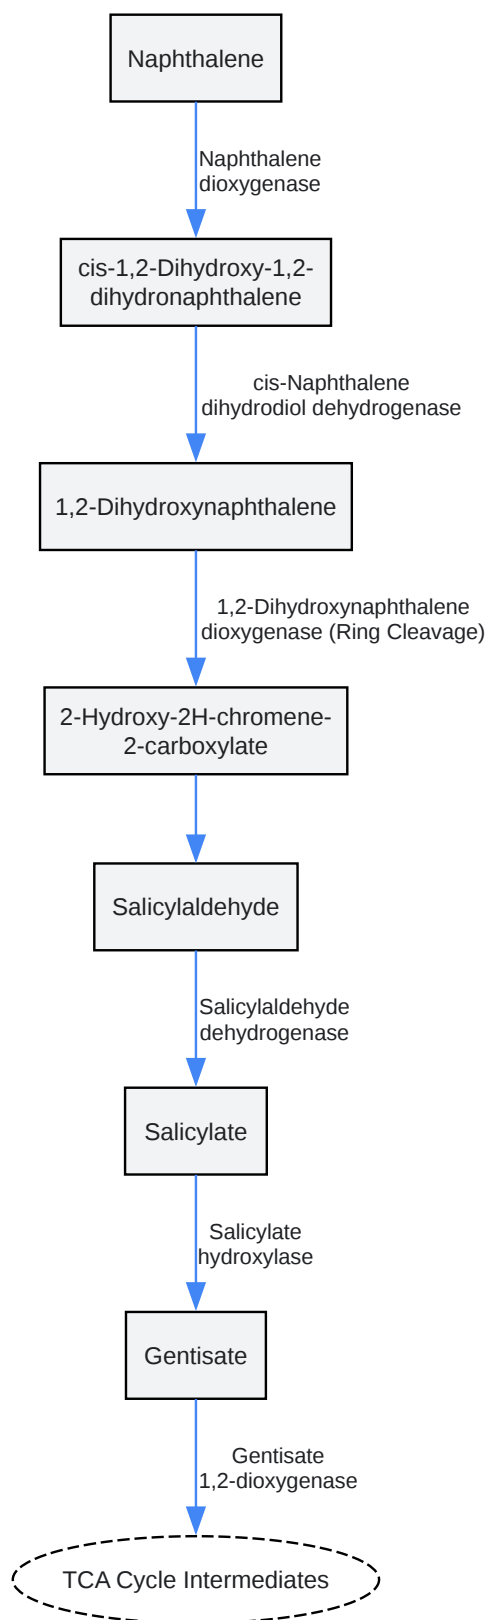 Naphthalene
Naphthalene
dioxygenase
cis-1,2-Dihydroxy-1,2-
dihydronaphthalene
cis-Naphthalene
dihydrodiol dehydrogenase
1,2-Dihydroxynaphthalene
1,2-Dihydroxynaphthalene
dioxygenase (Ring Cleavage)
2-Hydroxy-2H-chromene-
2-carboxylate
Salicylaldehyde
Salicylaldehyde
dehydrogenase
Salicylate
Salicylate
hydroxylase
Gentisate
Gentisate
1,2-dioxygenase
TCA Cycle Intermediates